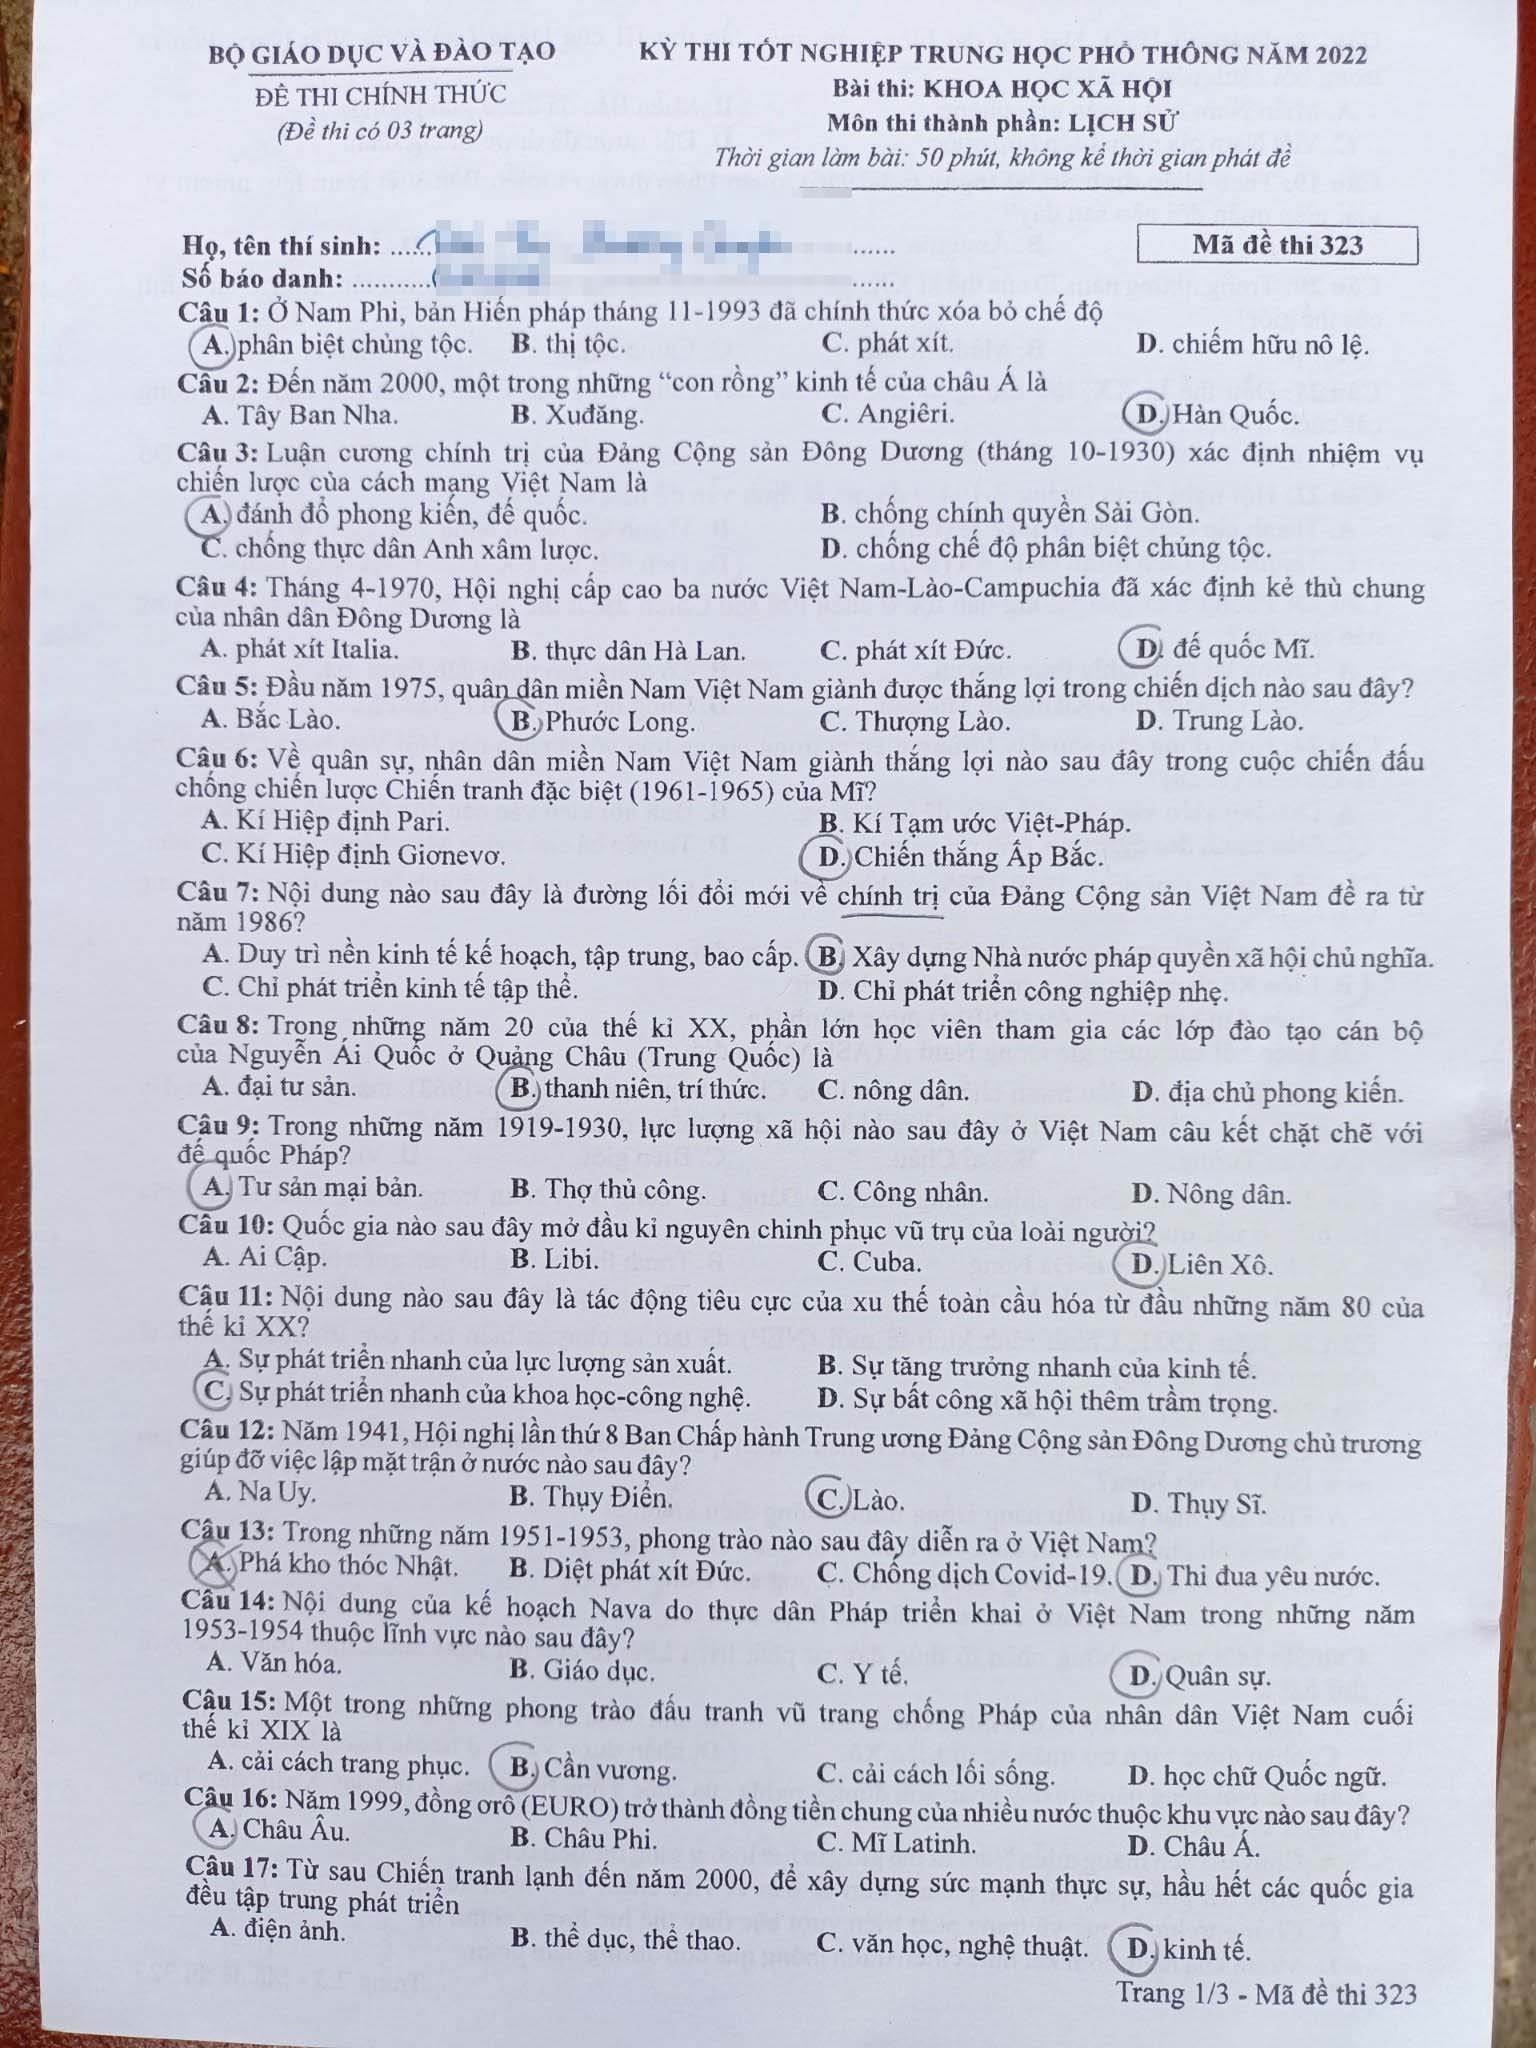 BỘ GIÁO DỤC VÀ ĐÀO TẠO
ĐỀ THI CHÍNH THỨC
(Đề thi có 03 trang)
KỲ THI TỐT NGHIỆP TRUNG HỌC PHỔ THÔNG NĂM 2022
Bài thi: KHOA HỌC XÃ HỘI
Môn thi thành phần: LỊCH SỬ
Thời gian làm bài: 50 phút, không kể thời gian phát đề
Họ, tên thí sinh:
Số báo danh:
Mã đề thi 323
Câu 1: Ở Nam Phi, bản Hiến pháp tháng 11-1993 đã chính thức xóa bỏ chế độ
A. phân biệt chủng tộc. B. thị tộc. C. phát xít. D. chiếm hữu nô lệ.
Câu 2: Đến năm 2000, một trong những “con rồng” kinh tế của châu Á là
A. Tây Ban Nha. B. Xuđăng. C. Angiêri. D. Hàn Quốc.
Câu 3: Luận cương chính trị của Đảng Cộng sản Đông Dương (tháng 10-1930) xác định nhiệm vụ
chiến lược của cách mạng Việt Nam là
A. đánh đổ phong kiến, đế quốc. B. chống chính quyền Sài Gòn.
C. chống thực dân Anh xâm lược. D. chống chế độ phân biệt chủng tộc.
Câu 4: Tháng 4-1970, Hội nghị cấp cao ba nước Việt Nam-Lào-Campuchia đã xác định kẻ thù chung
của nhân dân Đông Dương là
A. phát xít Italia. B. thực dân Hà Lan. C. phát xít Đức. D. đế quốc Mĩ.
Câu 5: Đầu năm 1975, quân dân miền Nam Việt Nam giành được thắng lợi trong chiến dịch nào sau đây?
A. Bắc Lào. B. Phước Long. C. Thượng Lào. D. Trung Lào.
Câu 6: Về quân sự, nhân dân miền Nam Việt Nam giành thắng lợi nào sau đây trong cuộc chiến đấu
chống chiến lược Chiến tranh đặc biệt (1961-1965) của Mĩ?
A. Kí Hiệp định Pari. B. Kí Tạm ước Việt-Pháp.
C. Kí Hiệp định Giơnevơ. D. Chiến thắng Ấp Bắc.
Câu 7: Nội dung nào sau đây là đường lối đổi mới về chính trị của Đảng Cộng sản Việt Nam đề ra từ
năm 1986?
A. Duy trì nền kinh tế kế hoạch, tập trung, bao cấp. B. Xây dựng Nhà nước pháp quyền xã hội chủ nghĩa.
C. Chỉ phát triển kinh tế tập thể. D. Chỉ phát triển công nghiệp nhẹ.
Câu 8: Trong những năm 20 của thế kỉ XX, phần lớn học viên tham gia các lớp đào tạo cán bộ
của Nguyễn Ái Quốc ở Quảng Châu (Trung Quốc) là
A. đại tư sản. B. thanh niên, trí thức. C. nông dân. D. địa chủ phong kiến.
Câu 9: Trong những năm 1919-1930, lực lượng xã hội nào sau đây ở Việt Nam câu kết chặt chẽ với
đế quốc Pháp?
A. Tư sản mại bản. B. Thợ thủ công. C. Công nhân. D. Nông dân.
Câu 10: Quốc gia nào sau đây mở đầu kỉ nguyên chinh phục vũ trụ của loài người?
A. Ai Cập. B. Libi. C. Cuba. D. Liên Xô.
Câu 11: Nội dung nào sau đây là tác động tiêu cực của xu thế toàn cầu hóa từ đầu những năm 80 của
thế kỉ XX?
A. Sự phát triển nhanh của lực lượng sản xuất. B. Sự tăng trưởng nhanh của kinh tế.
C. Sự phát triển nhanh của khoa học-công nghệ. D. Sự bất công xã hội thêm trầm trọng.
Câu 12: Năm 1941, Hội nghị lần thứ 8 Ban Chấp hành Trung ương Đảng Cộng sản Đông Dương chủ trương
giúp đỡ việc lập mặt trận ở nước nào sau đây?
A. Na Uy. B. Thụy Điển. C. Lào. D. Thụy Sĩ.
Câu 13: Trong những năm 1951-1953, phong trào nào sau đây diễn ra ở Việt Nam?
A. Phá kho thóc Nhật. B. Diệt phát xít Đức. C. Chống dịch Covid-19. D. Thi đua yêu nước.
Câu 14: Nội dung của kế hoạch Nava do thực dân Pháp triển khai ở Việt Nam trong những năm
1953-1954 thuộc lĩnh vực nào sau đây?
A. Văn hóa. B. Giáo dục. C. Y tế. D. Quân sự.
Câu 15: Một trong những phong trào đấu tranh vũ trang chống Pháp của nhân dân Việt Nam cuối
thế kỉ XIX là
A. cải cách trang phục. B. Cần vương. C. cải cách lối sống. D. học chữ Quốc ngữ.
Câu 16: Năm 1999, đồng ơrô (EURO) trở thành đồng tiền chung của nhiều nước thuộc khu vực nào sau đây?
A. Châu Âu. B. Châu Phi. C. Mĩ Latinh. D. Châu Á.
Câu 17: Từ sau Chiến tranh lạnh đến năm 2000, để xây dựng sức mạnh thực sự, hầu hết các quốc gia
đều tập trung phát triển
A. điện ảnh. B. thể dục, thể thao. C. văn học, nghệ thuật. D. kinh tế.
Trang 1/3 - Mã đề thi 323